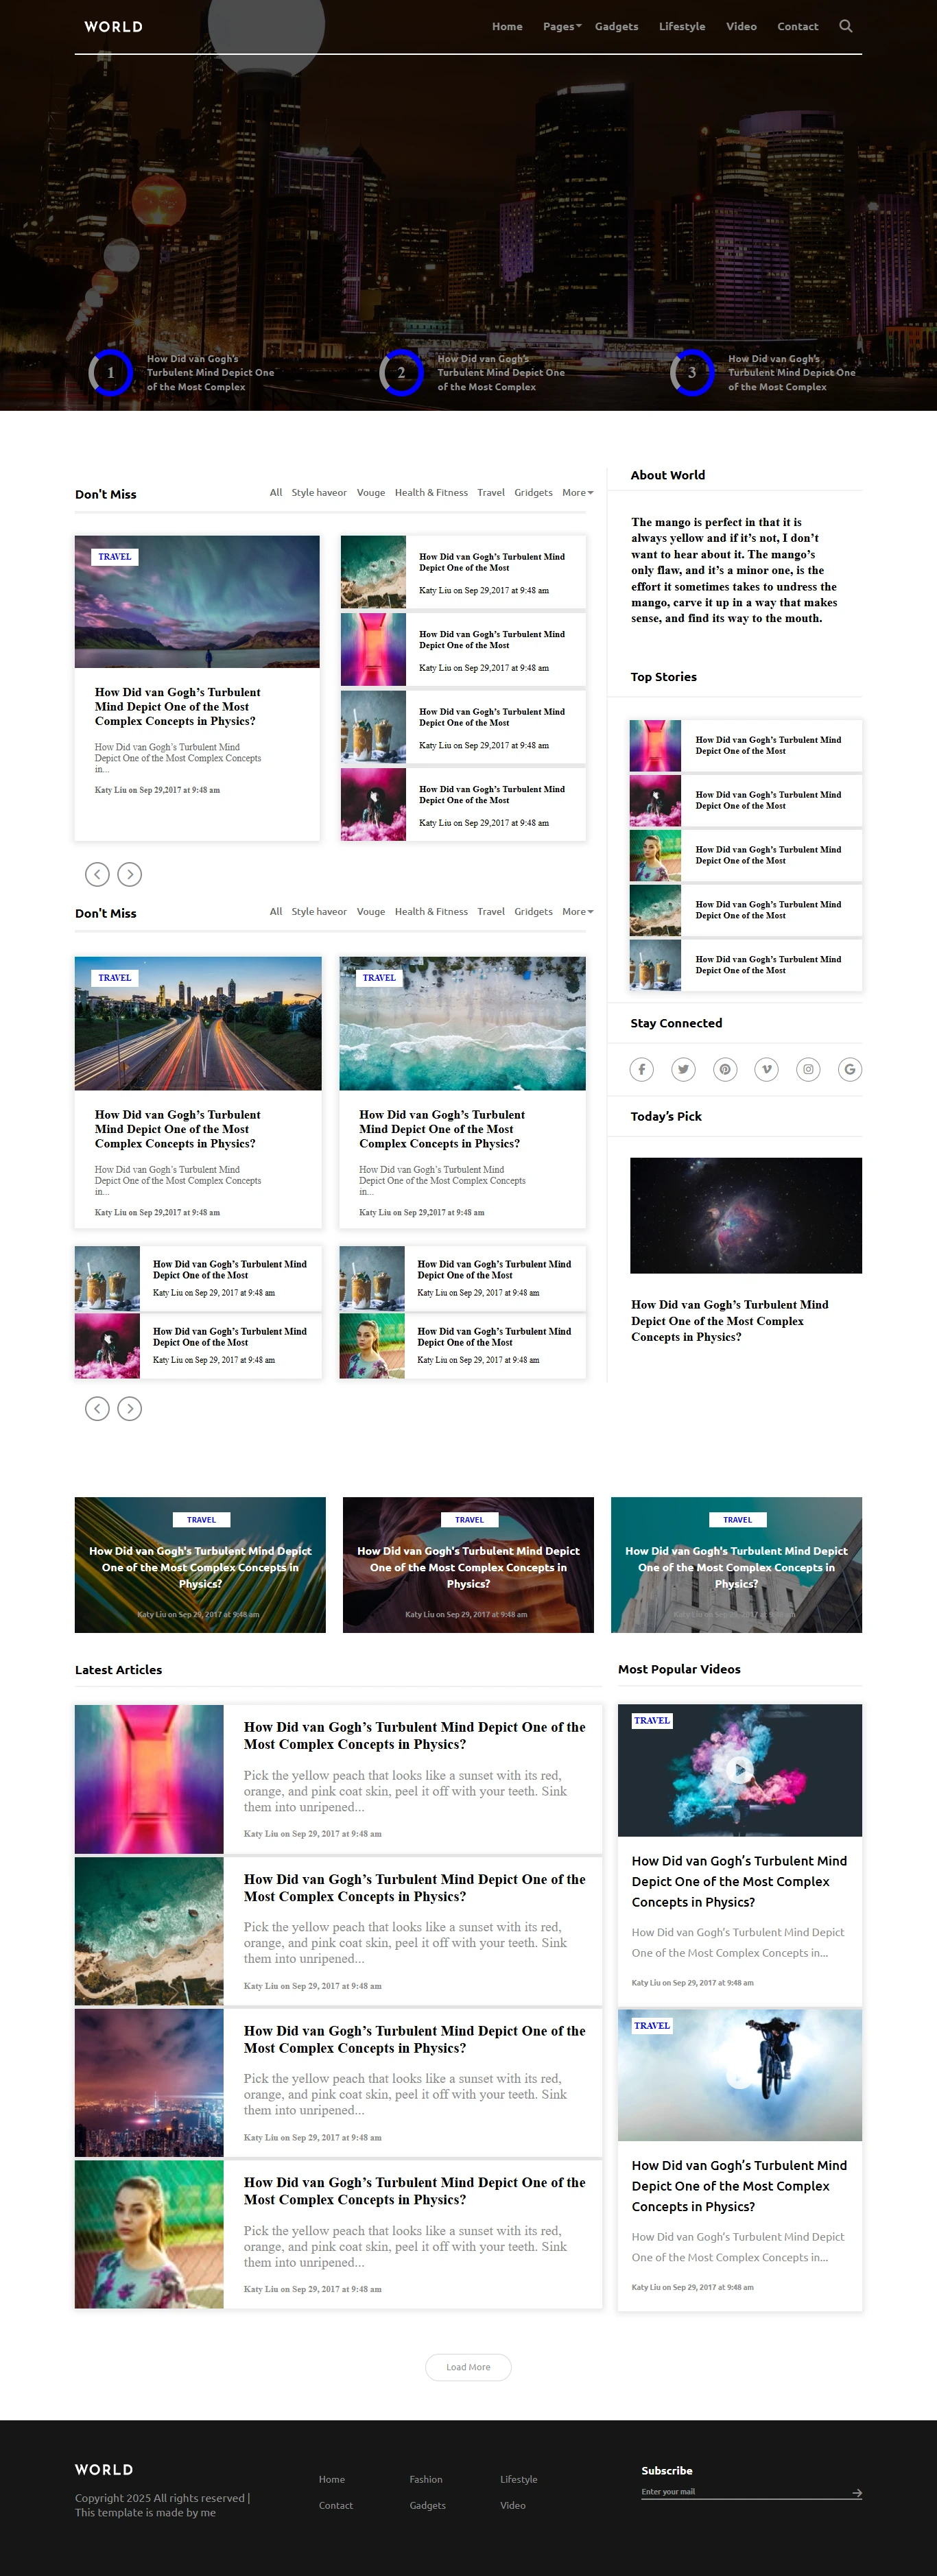 WORLD
Home Pages Gadgets Lifestyle Video Contact
1
How Did van Gogh's
Turbulent Mind Depict One
of the Most Complex
2
How Did van Gogh's
Turbulent Mind Depict One
of the Most Complex
3
How Did van Gogh's
Turbulent Mind Depict One
of the Most Complex
Don't Miss
All Style haveor Vouge Health & Fitness Travel Gridgets More
TRAVEL
How Did van Gogh's Turbulent
Mind Depict One of the Most
Complex Concepts in Physics?
How Did van Gogh's Turbulent Mind
Depict One of the Most Complex Concepts
in...
Katy Liu on Sep 29,2017 at 9:48 am
How Did van Gogh's Turbulent Mind
Depict One of the Most
Katy Liu on Sep 29,2017 at 9:48 am
How Did van Gogh's Turbulent Mind
Depict One of the Most
Katy Liu on Sep 29,2017 at 9:48 am
How Did van Gogh's Turbulent Mind
Depict One of the Most
Katy Liu on Sep 29,2017 at 9:48 am
How Did van Gogh's Turbulent Mind
Depict One of the Most
Katy Liu on Sep 29,2017 at 9:48 am
Don't Miss
All Style haveor Vouge Health & Fitness Travel Gridgets More
TRAVEL
How Did van Gogh's Turbulent
Mind Depict One of the Most
Complex Concepts in Physics?
How Did van Gogh's Turbulent Mind
Depict One of the Most Complex Concepts
in...
Katy Liu on Sep 29,2017 at 9:48 am
TRAVEL
How Did van Gogh's Turbulent
Mind Depict One of the Most
Complex Concepts in Physics?
How Did van Gogh's Turbulent Mind
Depict One of the Most Complex Concepts
in...
Katy Liu on Sep 29,2017 at 9:48 am
How Did van Gogh's Turbulent Mind
Depict One of the Most
Katy Liu on Sep 29, 2017 at 9:48 am
How Did van Gogh's Turbulent Mind
Depict One of the Most
Katy Liu on Sep 29, 2017 at 9:48 am
How Did van Gogh's Turbulent Mind
Depict One of the Most
Katy Liu on Sep 29, 2017 at 9:48 am
How Did van Gogh's Turbulent Mind
Depict One of the Most
Katy Liu on Sep 29, 2017 at 9:48 am
About World
The mango is perfect in that it is
always yellow and if it's not, I don't
want to hear about it. The mango's
only flaw, and it's a minor one, is the
effort it sometimes takes to undress the
mango, carve it up in a way that makes
sense, and find its way to the mouth.
Top Stories
How Did van Gogh's Turbulent Mind
Depict One of the Most
How Did van Gogh's Turbulent Mind
Depict One of the Most
How Did van Gogh's Turbulent Mind
Depict One of the Most
How Did van Gogh's Turbulent Mind
Depict One of the Most
How Did van Gogh's Turbulent Mind
Depict One of the Most
Stay Connected
Today's Pick
How Did van Gogh's Turbulent Mind
Depict One of the Most Complex
Concepts in Physics?
TRAVEL
How Did van Gogh's Turbulent Mind Depict
One of the Most Complex Concepts in
Physics?
Katy Liu on Sep 29, 2017 at 9:48 am
TRAVEL
How Did van Gogh's Turbulent Mind Depict
One of the Most Complex Concepts in
Physics?
Katy Liu on Sep 29, 2017 at 9:48 am
TRAVEL
How Did van Gogh's Turbulent Mind Depict
One of the Most Complex Concepts in
Physics?
Katy Liu on Sep 29, 2017 at 9:48 am
Latest Articles
How Did van Gogh's Turbulent Mind Depict One of the
Most Complex Concepts in Physics?
Pick the yellow peach that looks like a sunset with its red,
orange, and pink coat skin, peel it off with your teeth. Sink
them into unripened...
Katy Liu on Sep 29, 2017 at 9:48 am
How Did van Gogh's Turbulent Mind Depict One of the
Most Complex Concepts in Physics?
Pick the yellow peach that looks like a sunset with its red,
orange, and pink coat skin, peel it off with your teeth. Sink
them into unripened...
Katy Liu on Sep 29, 2017 at 9:48 am
How Did van Gogh's Turbulent Mind Depict One of the
Most Complex Concepts in Physics?
Pick the yellow peach that looks like a sunset with its red,
orange, and pink coat skin, peel it off with your teeth. Sink
them into unripened...
Katy Liu on Sep 29, 2017 at 9:48 am
How Did van Gogh's Turbulent Mind Depict One of the
Most Complex Concepts in Physics?
Pick the yellow peach that looks like a sunset with its red,
orange, and pink coat skin, peel it off with your teeth. Sink
them into unripened...
Katy Liu on Sep 29, 2017 at 9:48 am
Most Popular Videos
TRAVEL
How Did van Gogh's Turbulent Mind
Depict One of the Most Complex
Concepts in Physics?
How Did van Gogh's Turbulent Mind Depict
One of the Most Complex Concepts in...
Katy Liu on Sep 29, 2017 at 9:48 am
TRAVEL
How Did van Gogh's Turbulent Mind
Depict One of the Most Complex
Concepts in Physics?
How Did van Gogh's Turbulent Mind Depict
One of the Most Complex Concepts in...
Katy Liu on Sep 29, 2017 at 9:48 am
Load More
WORLD
Copyright 2025 All rights reserved |
This template is made by me
Home Fashion Lifestyle
Contact Gadgets Video
Subscribe
Enter your mail